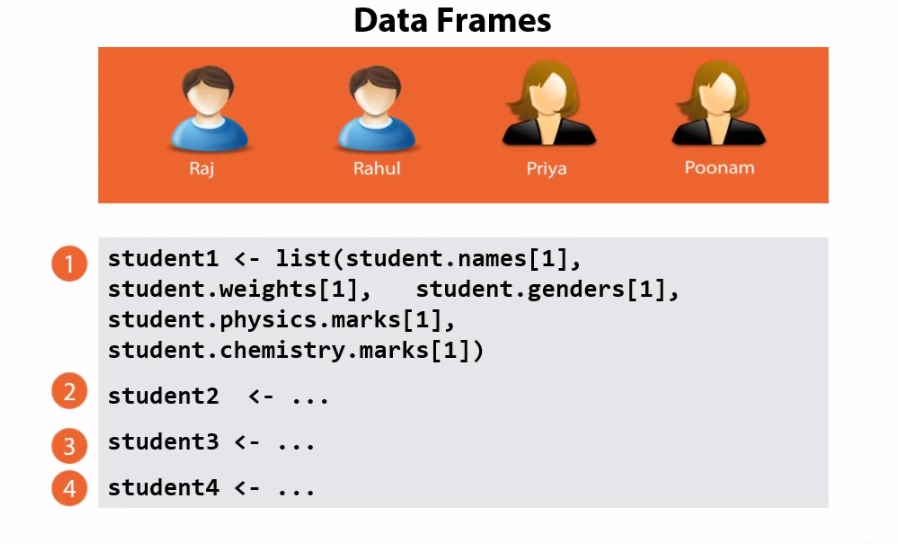 Data Frames
Raj
Rahul
Priya
Poonam
1
student1 <- list(student.names[1],
student.weights[1],   student.genders[1],
student.physics.marks[1],
student.chemistry.marks[1])
2
student2  <- ...
3
student3 <- ...
4
student4 <- ...